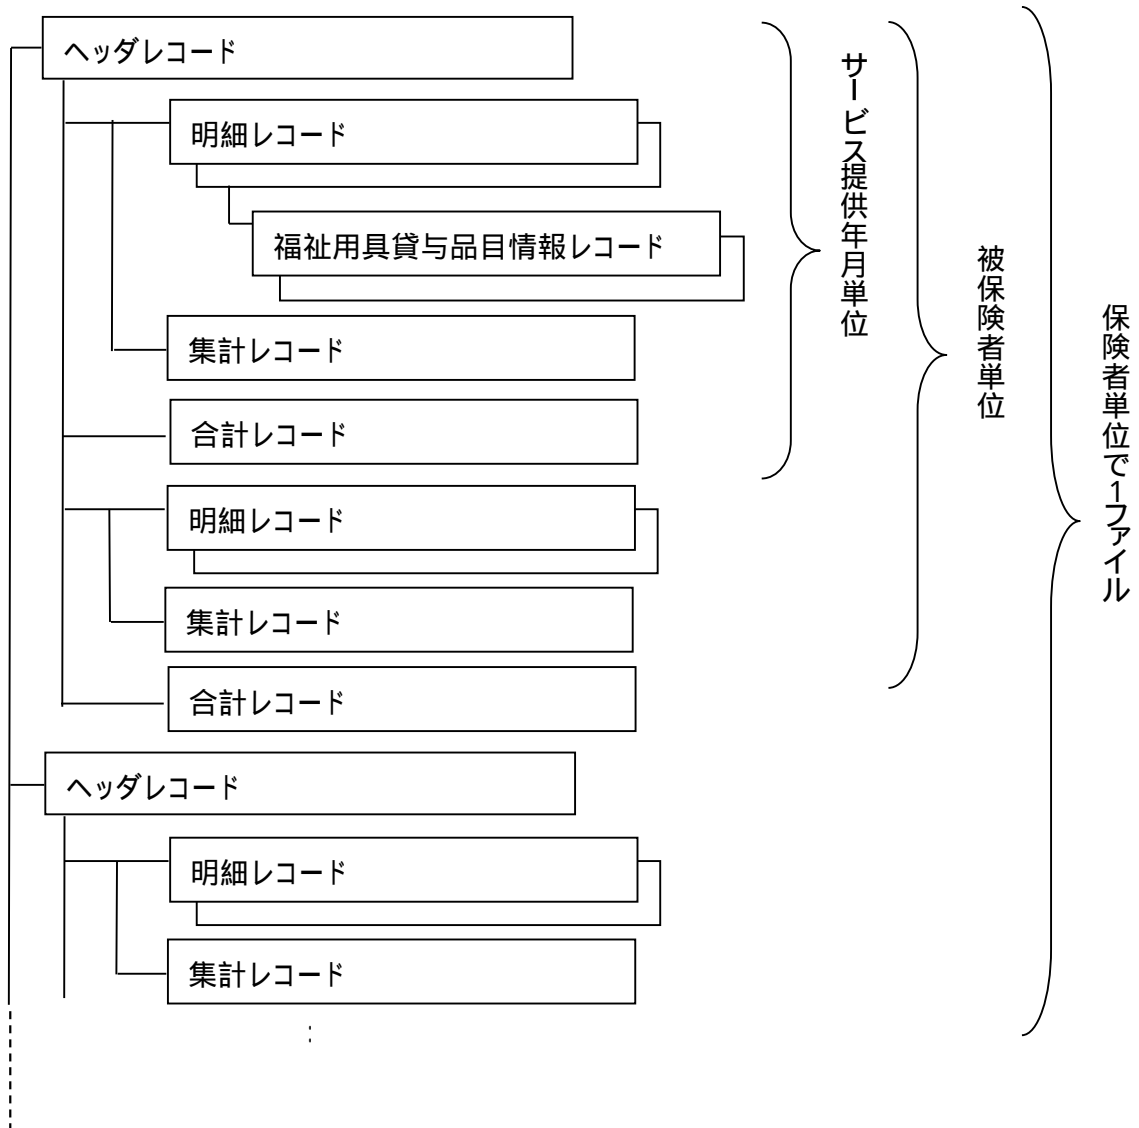 ヘッダレコード
明細レコード
福祉用具貸与品目情報レコード
集計レコード
合計レコード
明細レコード
集計レコード
合計レコード
ヘッダレコード
明細レコード
集計レコード
:
サービス提供年月単位
被保険者単位
保険者単位で1ファイル